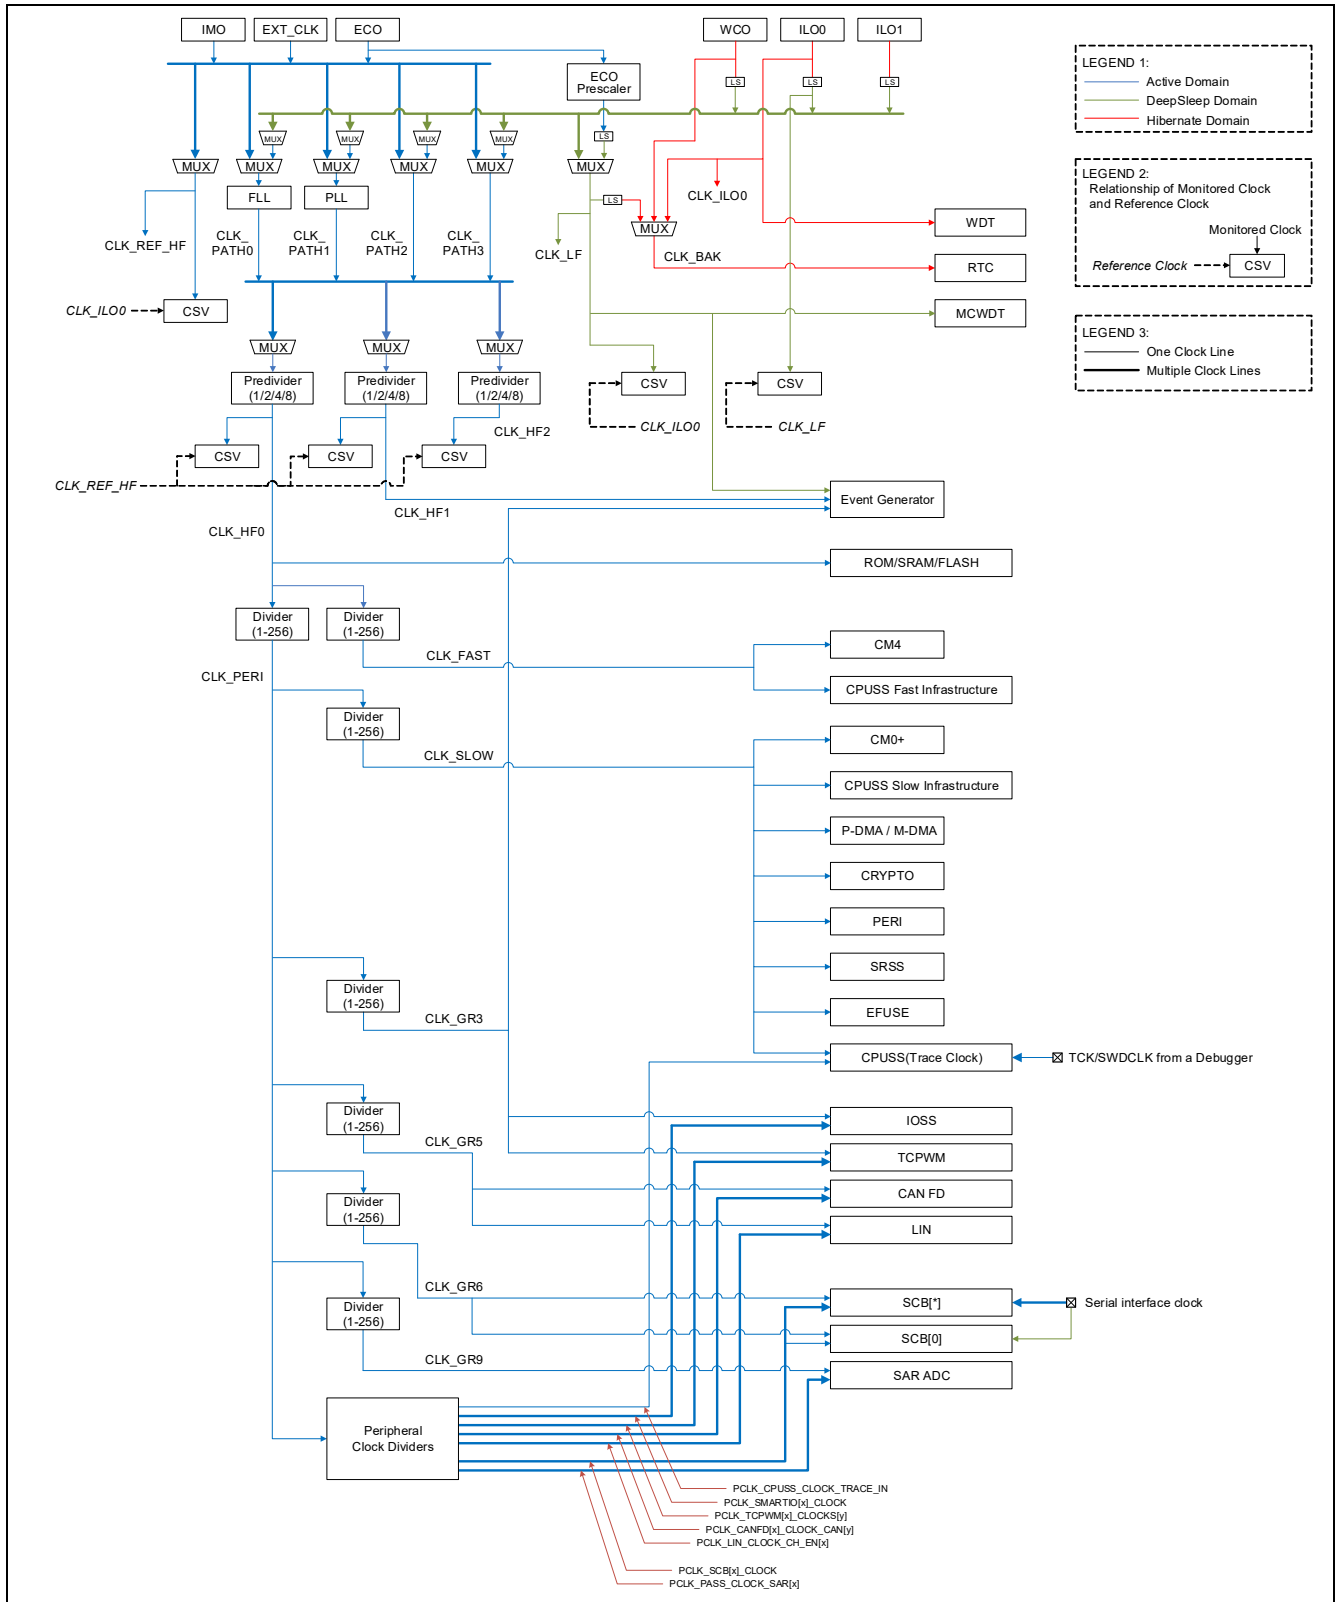 IMO
EXT_CLK
ECO
WCO
ILO0
ILO1
LEGEND 1:
Active Domain
DeepSleep Domain
Hibernate Domain
ECO
Prescaler
LS
LS
LS
LS
MUX
MUX
MUX
MUX
MUX
MUX
MUX
MUX
MUX
MUX
LEGEND 2:
Relationship of Monitored Clock
and Reference Clock
Monitored Clock
Reference Clock
CSV
FLL
PLL
LS
CLK_ILO0
MUX
WDT
CLK_REF_HF
CLK_
PATH0
CLK_
PATH1
CLK_
PATH2
CLK_
PATH3
CLK_LF
CLK_BAK
RTC
CLK_ILO0
CSV
MCWDT
LEGEND 3:
One Clock Line
Multiple Clock Lines
MUX
MUX
MUX
Predivider
(1/2/4/8)
Predivider
(1/2/4/8)
Predivider
(1/2/4/8)
CSV
CSV
CLK_HF2
CLK_ILO0
CLK_LF
CSV
CSV
CSV
CLK_REF_HF
CLK_HF1
Event Generator
CLK_HF0
ROM/SRAM/FLASH
Divider
(1-256)
Divider
(1-256)
CLK_FAST
CM4
CLK_PERI
CPUSS Fast Infrastructure
Divider
(1-256)
CLK_SLOW
CM0+
CPUSS Slow Infrastructure
P-DMA / M-DMA
CRYPTO
PERI
SRSS
Divider
(1-256)
CLK_GR3
EFUSE
CPUSS(Trace Clock)
TCK/SWDCLK from a Debugger
Divider
(1-256)
CLK_GR5
IOSS
TCPWM
CAN FD
Divider
(1-256)
LIN
CLK_GR6
SCB[*]
Serial interface clock
Divider
(1-256)
SCB[0]
CLK_GR9
SAR ADC
Peripheral
Clock Dividers
PCLK_CPUSS_CLOCK_TRACE_IN
PCLK_SMARTIO[x]_CLOCK
PCLK_TCPWM[x]_CLOCKS[y]
PCLK_CANFD[x]_CLOCK_CAN[y]
PCLK_LIN_CLOCK_CH_EN[x]
PCLK_SCB[x]_CLOCK
PCLK_PASS_CLOCK_SAR[x]